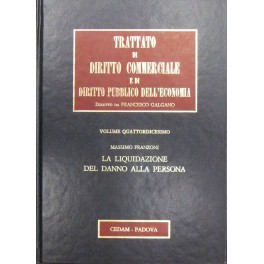 TRATTATO
DI
DIRITTO COMMERCIALE
E DI
DIRITTO PUBBLICO DELL'ECONOMIA
DIRETTO DA FRANCESCO GALGANO
VOLUME QUATTORDICESIMO
MASSIMO FRANZONI
LA LIQUIDAZIONE
DEL DANNO ALLA PERSONA
CEDAM - PADOVA